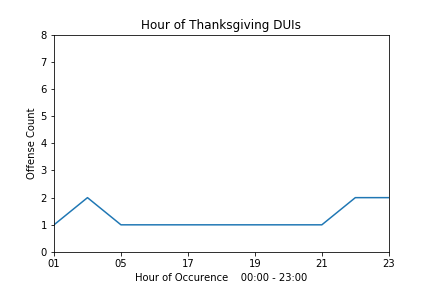 Hour of Thanksgiving DUIs
8
7
6
5
4
3
2
1
0
Offense Count
01 05 17 19 21 23
Hour of Occurence 00:00 - 23:00